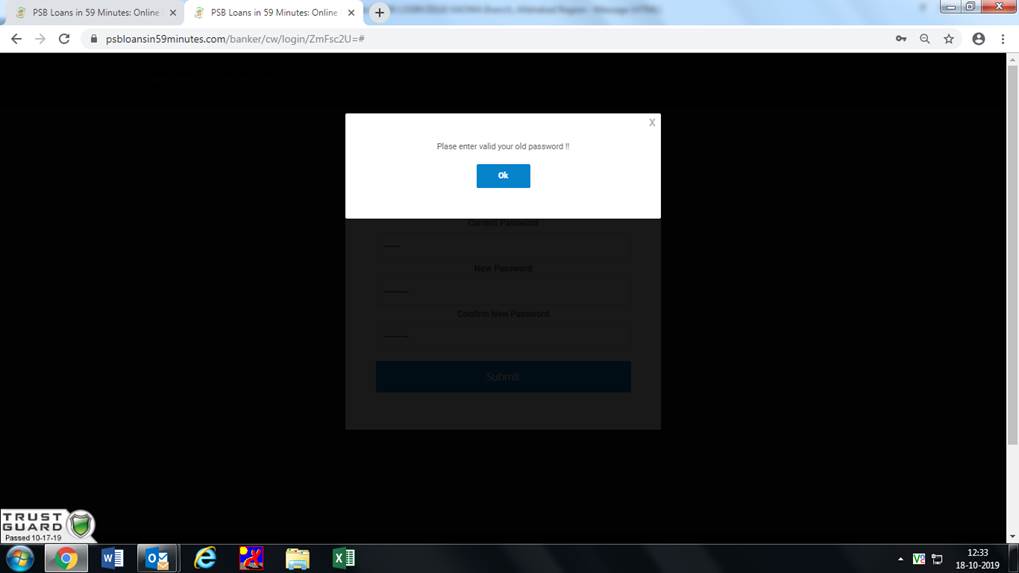 PSB Loans in 59 Minutes: Online
PSB Loans in 59 Minutes: Online
psbloansin59minutes.com/banker/cw/login/ZmFsc2U=#
X
Plase enter valid your old password !!
Ok
Current Password
New Password
Confirm New Password
Submit
TRUST
GUARD
Passed 10-17-19
12:33
18-10-2019